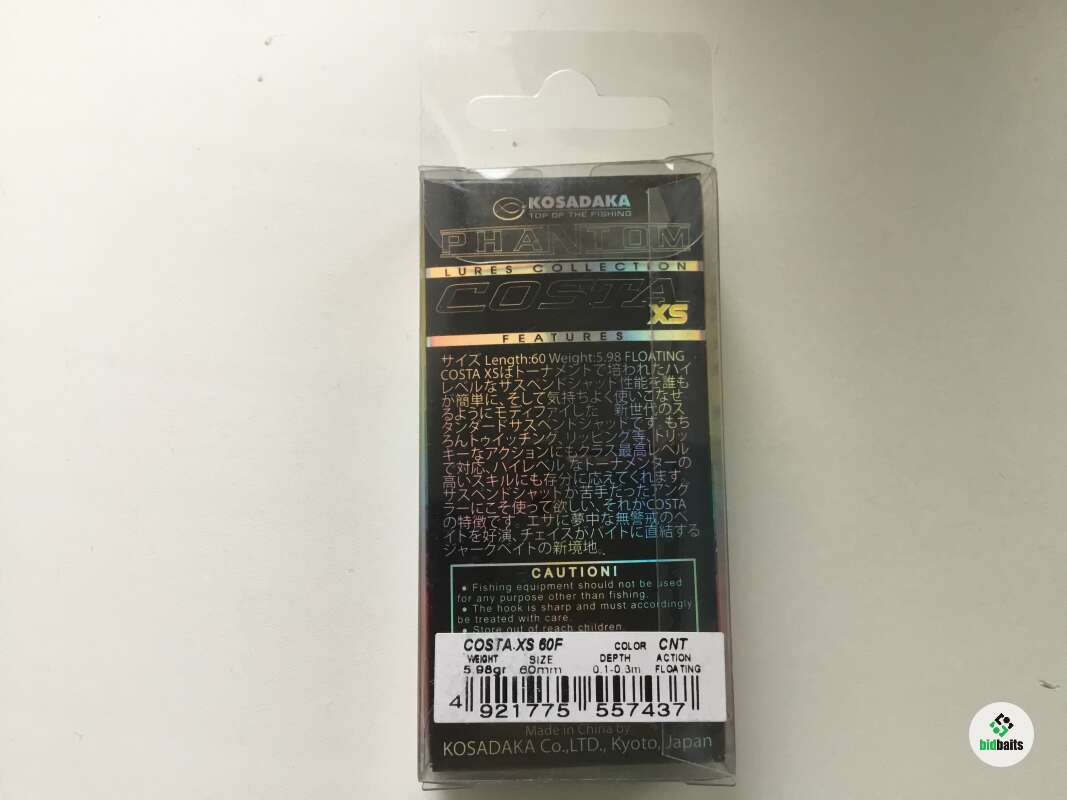 KOSADAKA
TOP OF THE FISHING
PHANTOM
LURES COLLECTION
COSTA
XS
FEATURES
サイズ Length:60 Weight:5.98 FLOATING
COSTA XSはトーナメントで培われたハイ
レベルなサスペンドシャット性能を誰も
が簡単に、そして気持ちよく使いこなせ
るようにモディファイした 新世代のス
タンダードサスペンドシャットです。もち
ろんトゥイッチング、リッピング等、トリッ
キーなアクションにもクラス最高レベル
で対応、ハイレベル なトーナメンターの
高いスキルにも存分に応えてくれます。
サスペンドシャットが苦手だったアング
ラーにこそ使って欲しい、それがCOSTA
の特徴です。エサに夢中な無警戒のベ
イトを好演、チェイスがバイトに直結する
ジャークベイトの新境地。
CAUTION!
● Fishing equipment should not be used
for any purpose other than fishing.
● The hook is sharp and must accordingly
be treated with care.
● Store out of reach children.
COSTA XS 60F COLOR CNT
WEIGHT SIZE DEPTH ACTION
5.98gr 60mm 0.1-0.3m FLOATING
4 921775 557437
Made in China by
KOSADAKA Co.,LTD., Kyoto, Japan
bidbaits